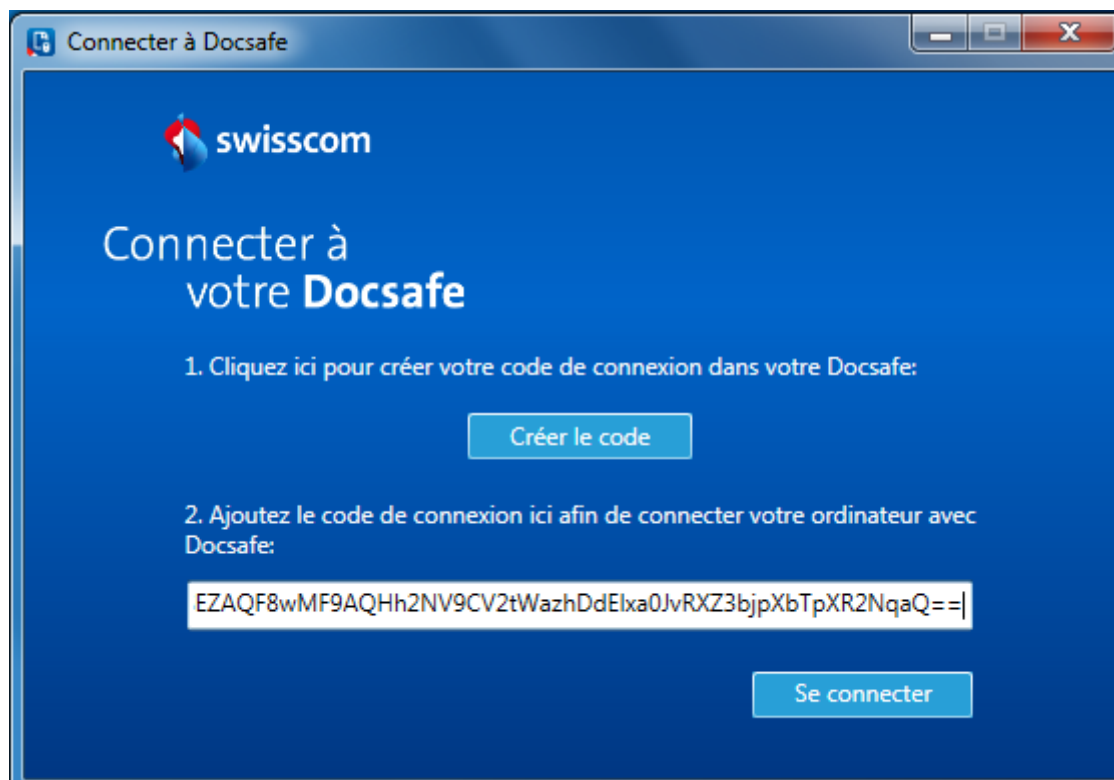 Connecter à Docsafe
swisscom
Connecter à
votre Docsafe
1. Cliquez ici pour créer votre code de connexion dans votre Docsafe:
Créer le code
2. Ajoutez le code de connexion ici afin de connecter votre ordinateur avec
Docsafe:
EZAQF8wMF9AQHh2NV9CV2tWazhDdElxa0JvRXZ3bjpXbTpXR2NqaQ==
Se connecter